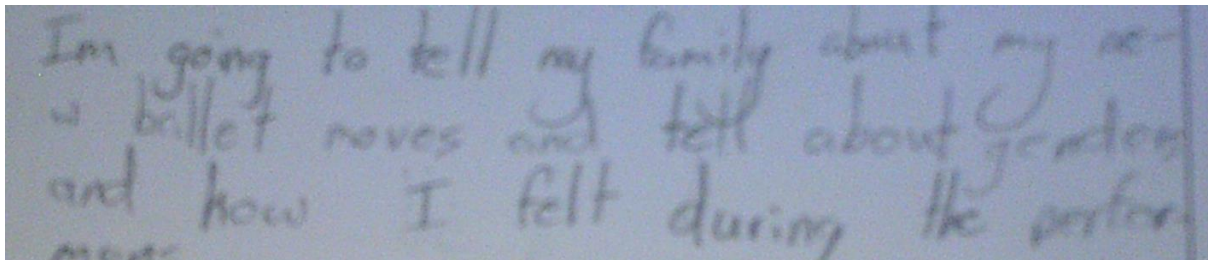 Im going to tell my family about my ne-
w ballet moves and tell about genders
and how I felt during the perfor-